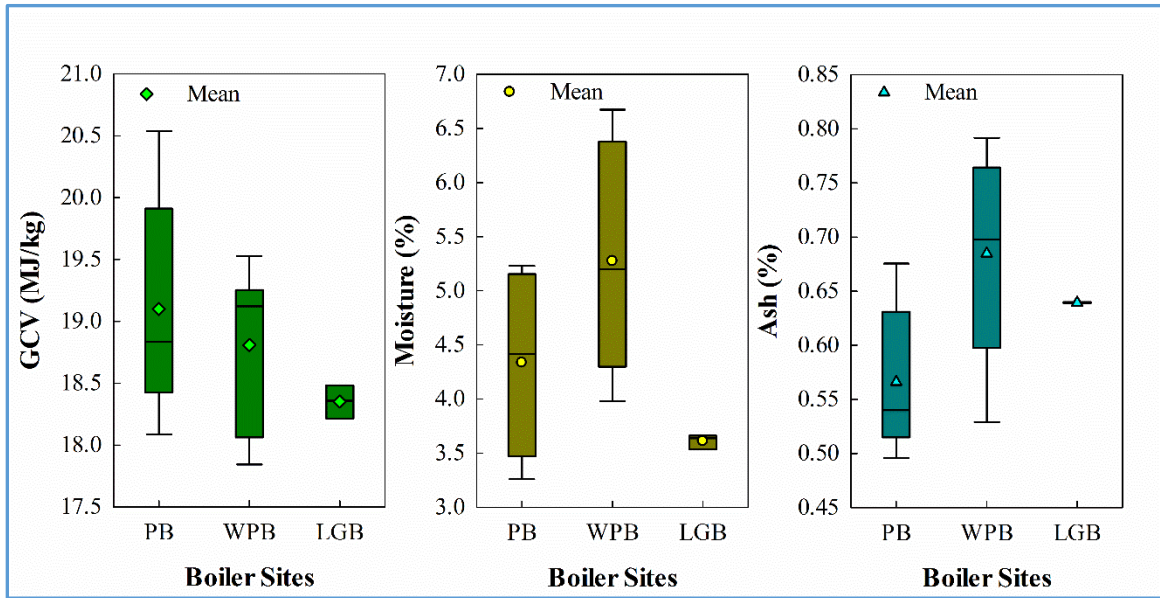 Mean
GCV (MJ/kg)
21.0
20.5
20.0
19.5
19.0
18.5
18.0
17.5
PB WPB LGB
Boiler Sites
Mean
Moisture (%)
7.0
6.5
6.0
5.5
5.0
4.5
4.0
3.5
3.0
PB WPB LGB
Boiler Sites
Mean
Ash (%)
0.85
0.80
0.75
0.70
0.65
0.60
0.55
0.50
0.45
PB WPB LGB
Boiler Sites